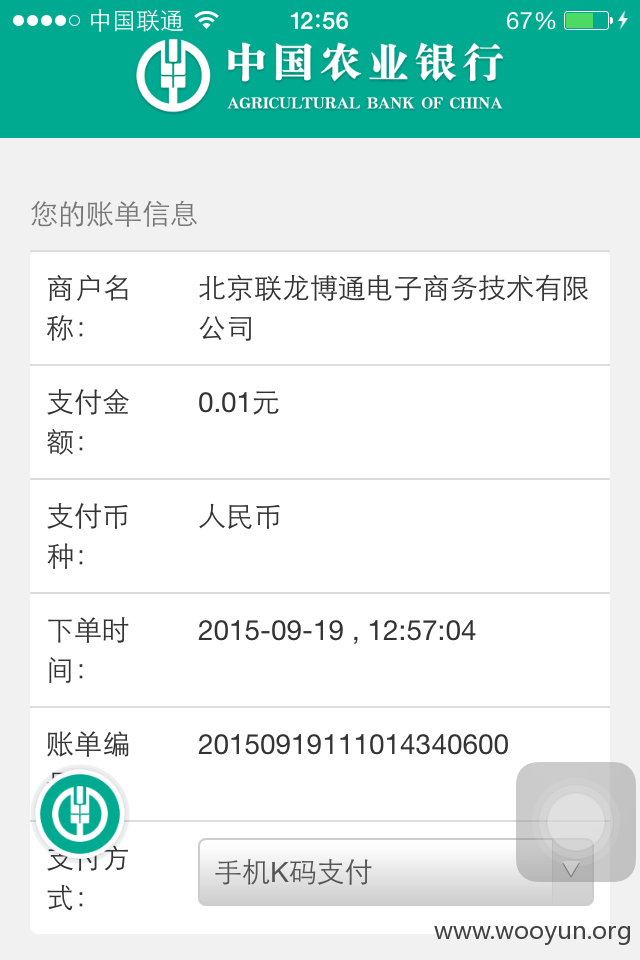 中国联通 12:56 67%
中国农业银行
AGRICULTURAL BANK OF CHINA
您的账单信息
商户名
称:
北京联龙博通电子商务技术有限
公司
支付金
额:
0.01元
支付币
种:
人民币
下单时
间:
2015-09-19 , 12:57:04
账单编
20150919111014340600
支付方
式:
手机K码支付
www.wooyun.org